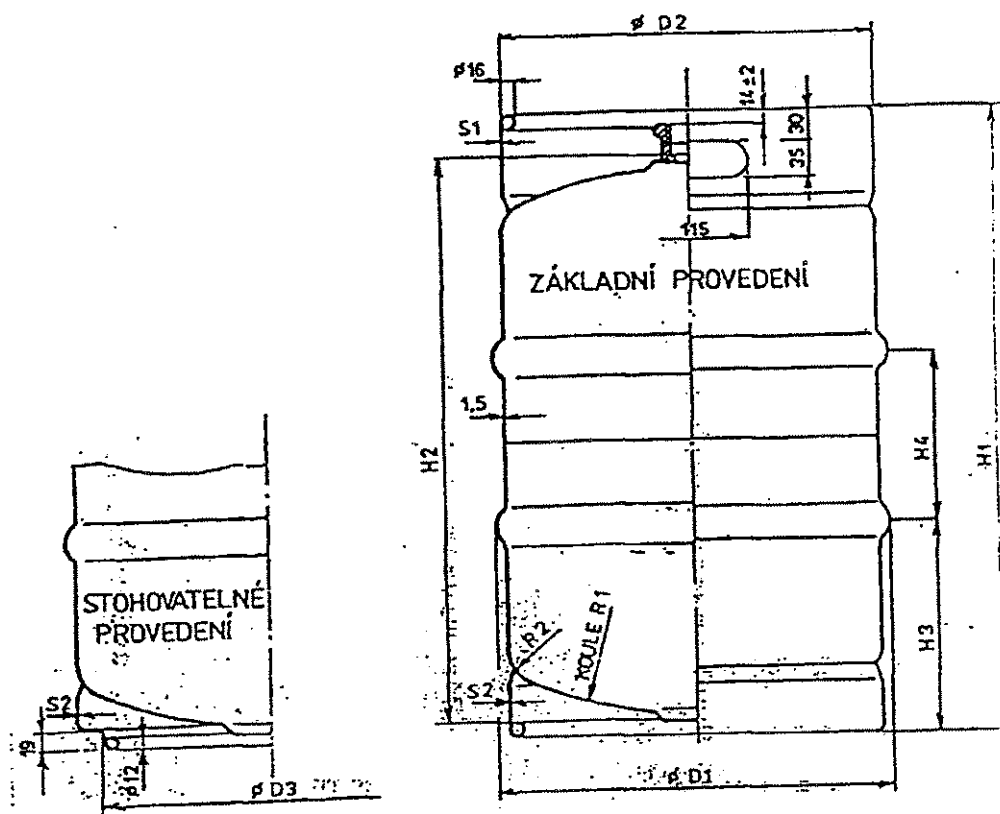 ø D2
ø16
14±2
S1
30
35
115
ZÁKLADNÍ PROVEDENÍ
1,5
H2
H4
H1
STOHOVATELNÉ
PROVEDENÍ
R2
KOULE R1
H3
S2
S2
19
ø12
ø D3
ø D1